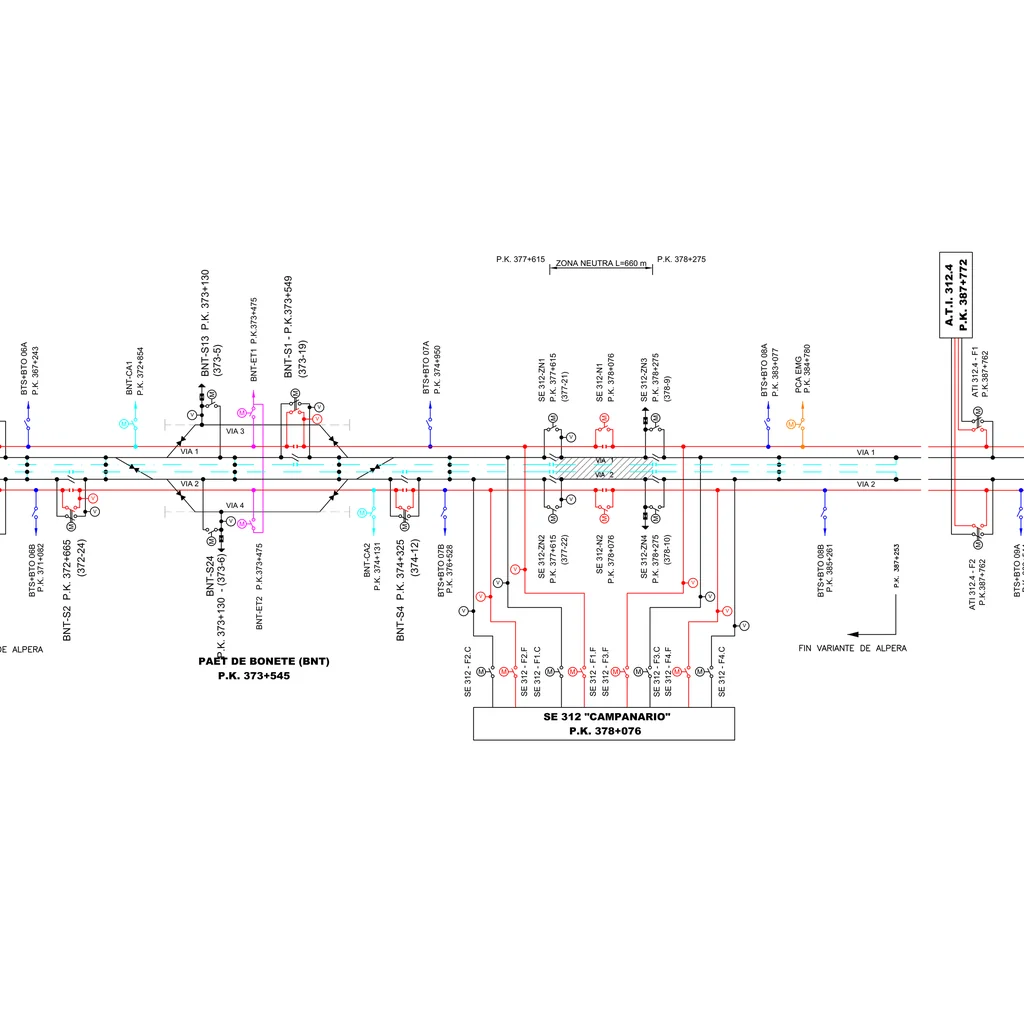 P.K. 377+615
ZONA NEUTRA L=660 m
P.K. 378+275
A.T.I. 312.4
P.K. 387+772
BTS+BTO 06A
P.K. 367+243
BNT-CA1
P.K. 372+854
BNT-S13 P.K. 373+130
(373-5)
BNT-ET1 P.K.373+475
BNT-S1 - P.K.373+549
(373-19)
BTS+BTO 07A
P.K. 374+950
SE 312-ZN1
P.K. 377+615
(377-21)
SE 312-N1
P.K. 378+076
SE 312-ZN3
P.K. 378+275
(378-9)
BTS+BTO 08A
P.K. 383+077
PCA EMG
P.K. 384+780
ATI 312.4 - F1
P.K.387+762
M
M
M
M
M
M
M
M
M
V
V
V
V
VIA 3
VIA 1
VIA 1
VIA 1
VIA 2
VIA 2
VIA 2
VIA 4
M
M
M
M
M
M
M
M
M
V
V
V
V
V
BTS+BTO 06B
P.K. 371+082
BNT-S2 P.K. 372+665
(372-24)
BNT-S24
P.K. 373+130 - (373-6)
BNT-ET2 P.K.373+475
BNT-CA2
P.K. 374+131
BNT-S4 P.K. 374+325
(374-12)
BTS+BTO 07B
P.K. 376+528
SE 312-ZN2
P.K. 377+615
(377-22)
SE 312-N2
P.K. 378+076
SE 312-ZN4
P.K. 378+275
(378-10)
BTS+BTO 08B
P.K. 385+261
P.K. 387+253
ATI 312.4 - F2
P.K.387+762
BTS+BTO 09A
V
V
V
V
V
V
V
V
DE ALPERA
FIN VARIANTE DE ALPERA
PAET DE BONETE (BNT)
P.K. 373+545
SE 312 - F2.C
SE 312 - F2.F
SE 312 - F1.C
SE 312 - F1.F
SE 312 - F3.F
SE 312 - F3.C
SE 312 - F4.F
SE 312 - F4.C
M
M
M
M
M
M
M
M
SE 312 "CAMPANARIO"
P.K. 378+076